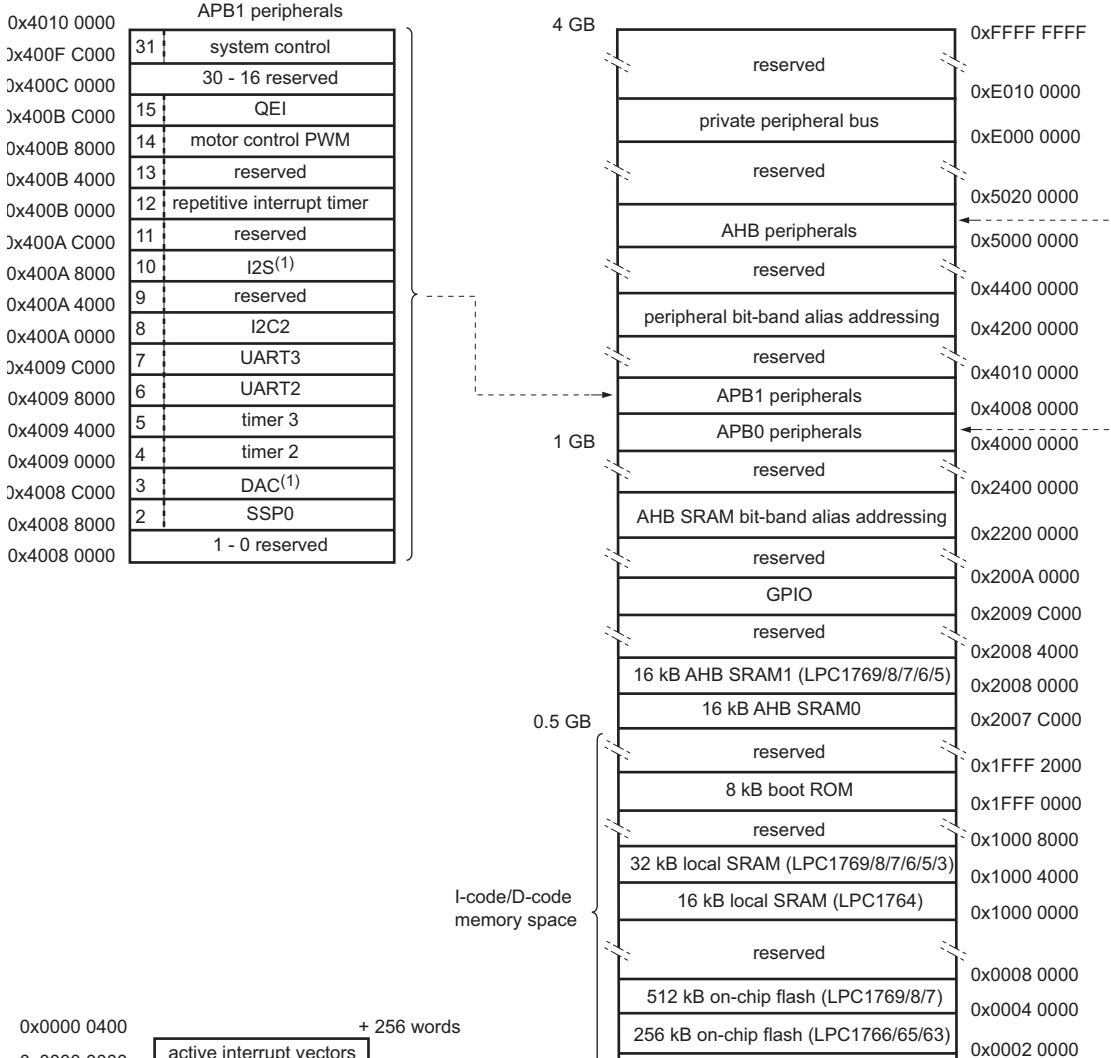 APB1 peripherals
0x4010 0000
31 system control
0x400F C000
30 - 16 reserved
0x400C 0000
15 QEI
0x400B C000
14 motor control PWM
0x400B 8000
13 reserved
0x400B 4000
12 repetitive interrupt timer
0x400B 0000
11 reserved
0x400A C000
10 I2S(1)
0x400A 8000
9 reserved
0x400A 4000
8 I2C2
0x400A 0000
7 UART3
0x4009 C000
6 UART2
0x4009 8000
5 timer 3
0x4009 4000
4 timer 2
0x4009 0000
3 DAC(1)
0x4008 C000
2 SSP0
0x4008 8000
1 - 0 reserved
0x4008 0000
4 GB
0xFFFF FFFF
reserved
0xE010 0000
private peripheral bus
0xE000 0000
reserved
0x5020 0000
AHB peripherals
0x5000 0000
reserved
0x4400 0000
peripheral bit-band alias addressing
0x4200 0000
reserved
0x4010 0000
APB1 peripherals
0x4008 0000
APB0 peripherals
1 GB
0x4000 0000
reserved
0x2400 0000
AHB SRAM bit-band alias addressing
0x2200 0000
reserved
0x200A 0000
GPIO
0x2009 C000
reserved
0x2008 4000
16 kB AHB SRAM1 (LPC1769/8/7/6/5)
0x2008 0000
16 kB AHB SRAM0
0x2007 C000
0.5 GB
reserved
0x1FFF 2000
8 kB boot ROM
0x1FFF 0000
reserved
0x1000 8000
32 kB local SRAM (LPC1769/8/7/6/5/3)
0x1000 4000
16 kB local SRAM (LPC1764)
0x1000 0000
I-code/D-code
memory space
reserved
0x0008 0000
512 kB on-chip flash (LPC1769/8/7)
0x0004 0000
256 kB on-chip flash (LPC1766/65/63)
0x0002 0000
0x0000 0400
+ 256 words
active interrupt vectors